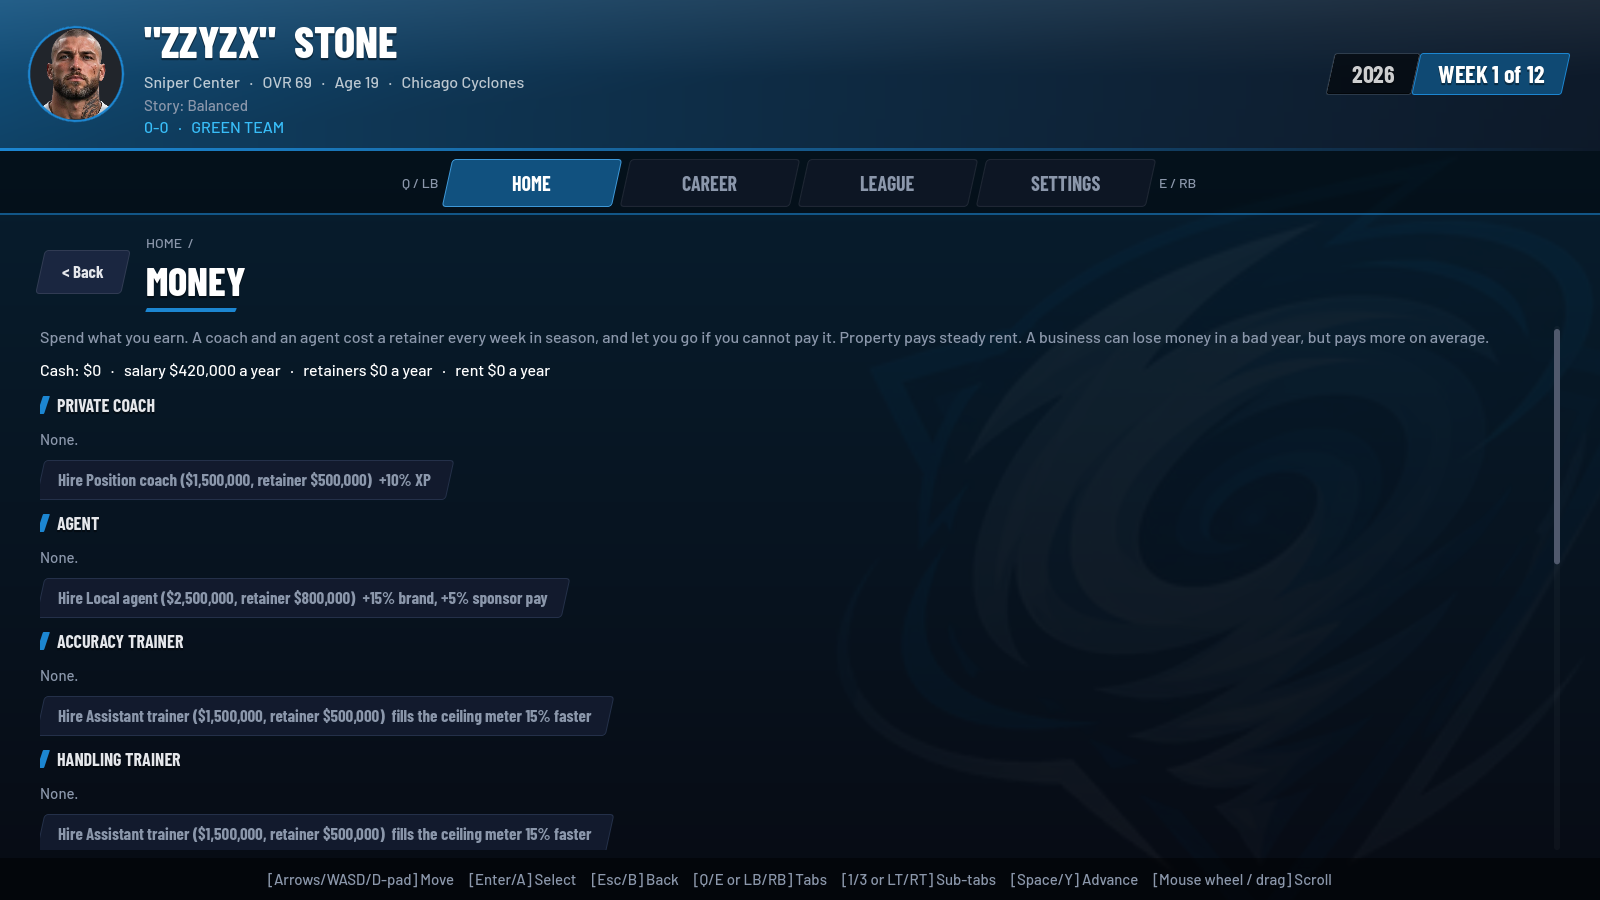 "ZZYZX" STONE
Sniper Center · OVR 69 · Age 19 · Chicago Cyclones
Story: Balanced
0-0 · GREEN TEAM
2026
WEEK 1 of 12
Q / LB
HOME
CAREER
LEAGUE
SETTINGS
E / RB
< Back
HOME /
MONEY
Spend what you earn. A coach and an agent cost a retainer every week in season, and let you go if you cannot pay it. Property pays steady rent. A business can lose money in a bad year, but pays more on average.
Cash: $0 · salary $420,000 a year · retainers $0 a year · rent $0 a year
PRIVATE COACH
None.
Hire Position coach ($1,500,000, retainer $500,000) +10% XP
AGENT
None.
Hire Local agent ($2,500,000, retainer $800,000) +15% brand, +5% sponsor pay
ACCURACY TRAINER
None.
Hire Assistant trainer ($1,500,000, retainer $500,000) fills the ceiling meter 15% faster
HANDLING TRAINER
None.
Hire Assistant trainer ($1,500,000, retainer $500,000) fills the ceiling meter 15% faster
[Arrows/WASD/D-pad] Move [Enter/A] Select [Esc/B] Back [Q/E or LB/RB] Tabs [1/3 or LT/RT] Sub-tabs [Space/Y] Advance [Mouse wheel / drag] Scroll